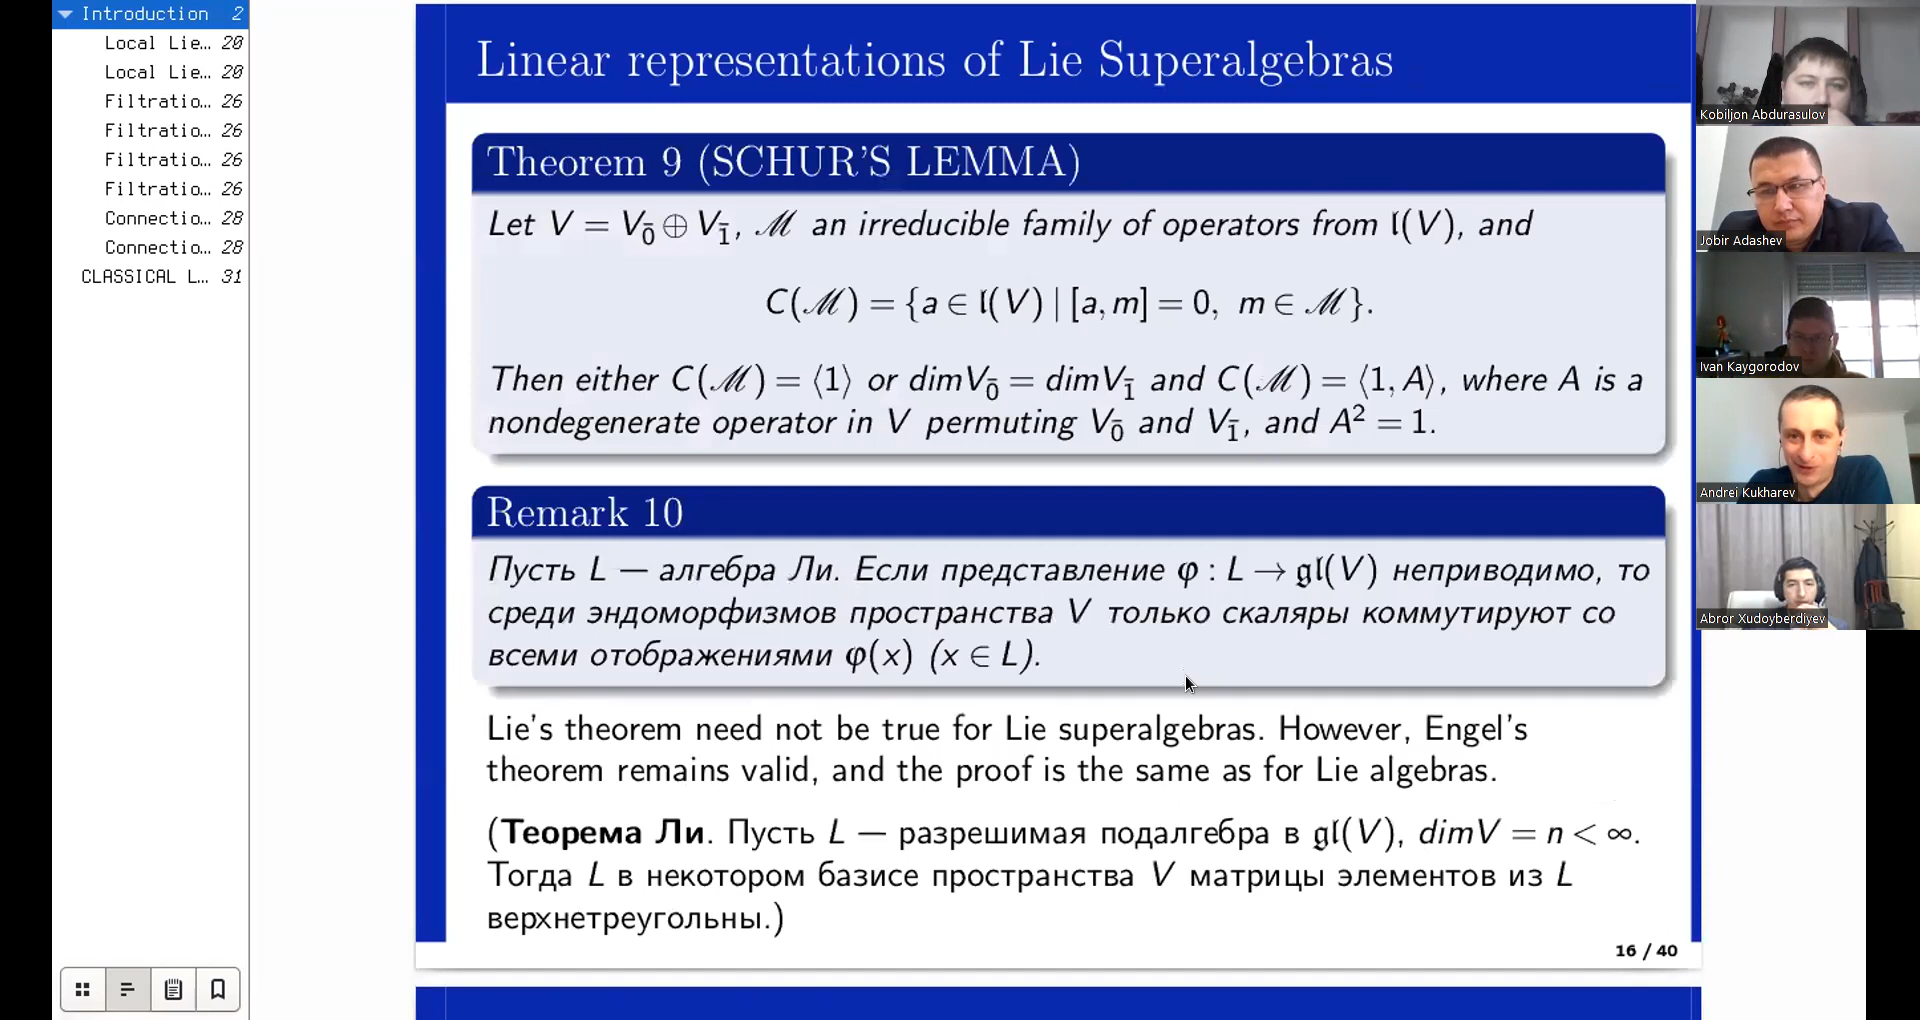 Introduction 2
Local Lie… 20
Local Lie… 20
Filtratio… 26
Filtratio… 26
Filtratio… 26
Filtratio… 26
Connectio… 28
Connectio… 28
CLASSICAL L… 31
Linear representations of Lie Superalgebras
Theorem 9 (SCHUR'S LEMMA)
Let V = V_0̄ ⊕ V_1̄, ℳ an irreducible family of operators from 𝔩(V), and
C(ℳ) = {a ∈ 𝔩(V) | [a, m] = 0, m ∈ ℳ}.
Then either C(ℳ) = ⟨1⟩ or dimV_0̄ = dimV_1̄ and C(ℳ) = ⟨1, A⟩, where A is a
nondegenerate operator in V permuting V_0̄ and V_1̄, and A² = 1.
Remark 10
Пусть L — алгебра Ли. Если представление φ : L → 𝔤𝔩(V) неприводимо, то
среди эндоморфизмов пространства V только скаляры коммутируют со
всеми отображениями φ(x) (x ∈ L).
Lie's theorem need not be true for Lie superalgebras. However, Engel's
theorem remains valid, and the proof is the same as for Lie algebras.
(Теорема Ли. Пусть L — разрешимая подалгебра в 𝔤𝔩(V), dimV = n < ∞.
Тогда L в некотором базисе пространства V матрицы элементов из L
верхнетреугольны.)
16 / 40
Kobiljon Abdurasulov
Jobir Adashev
Ivan Kaygorodov
Andrei Kukharev
Abror Xudoyberdiyev